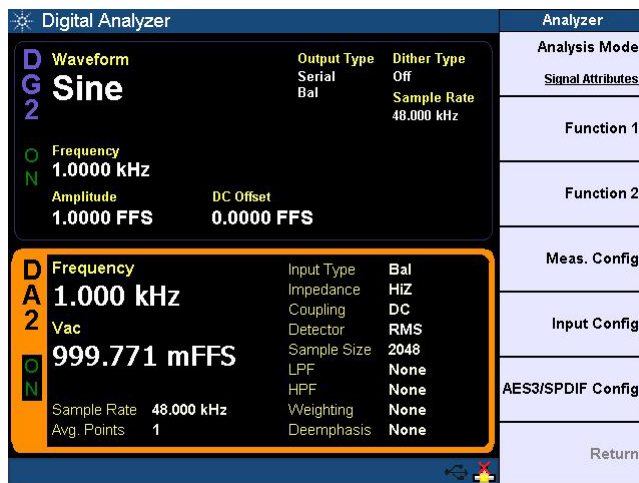 Digital Analyzer
DG2
ON
Waveform
Sine
Output Type
Serial
Bal
Dither Type
Off
Sample Rate
48.000 kHz
Frequency
1.0000 kHz
Amplitude
1.0000 FFS
DC Offset
0.0000 FFS
DA2
ON
Frequency
1.000 kHz
Vac
999.771 mFFS
Sample Rate 48.000 kHz
Avg. Points 1
Input Type Bal
Impedance HiZ
Coupling DC
Detector RMS
Sample Size 2048
LPF None
HPF None
Weighting None
Deemphasis None
Analyzer
Analysis Mode
Signal Attributes
Function 1
Function 2
Meas. Config
Input Config
AES3/SPDIF Config
Return